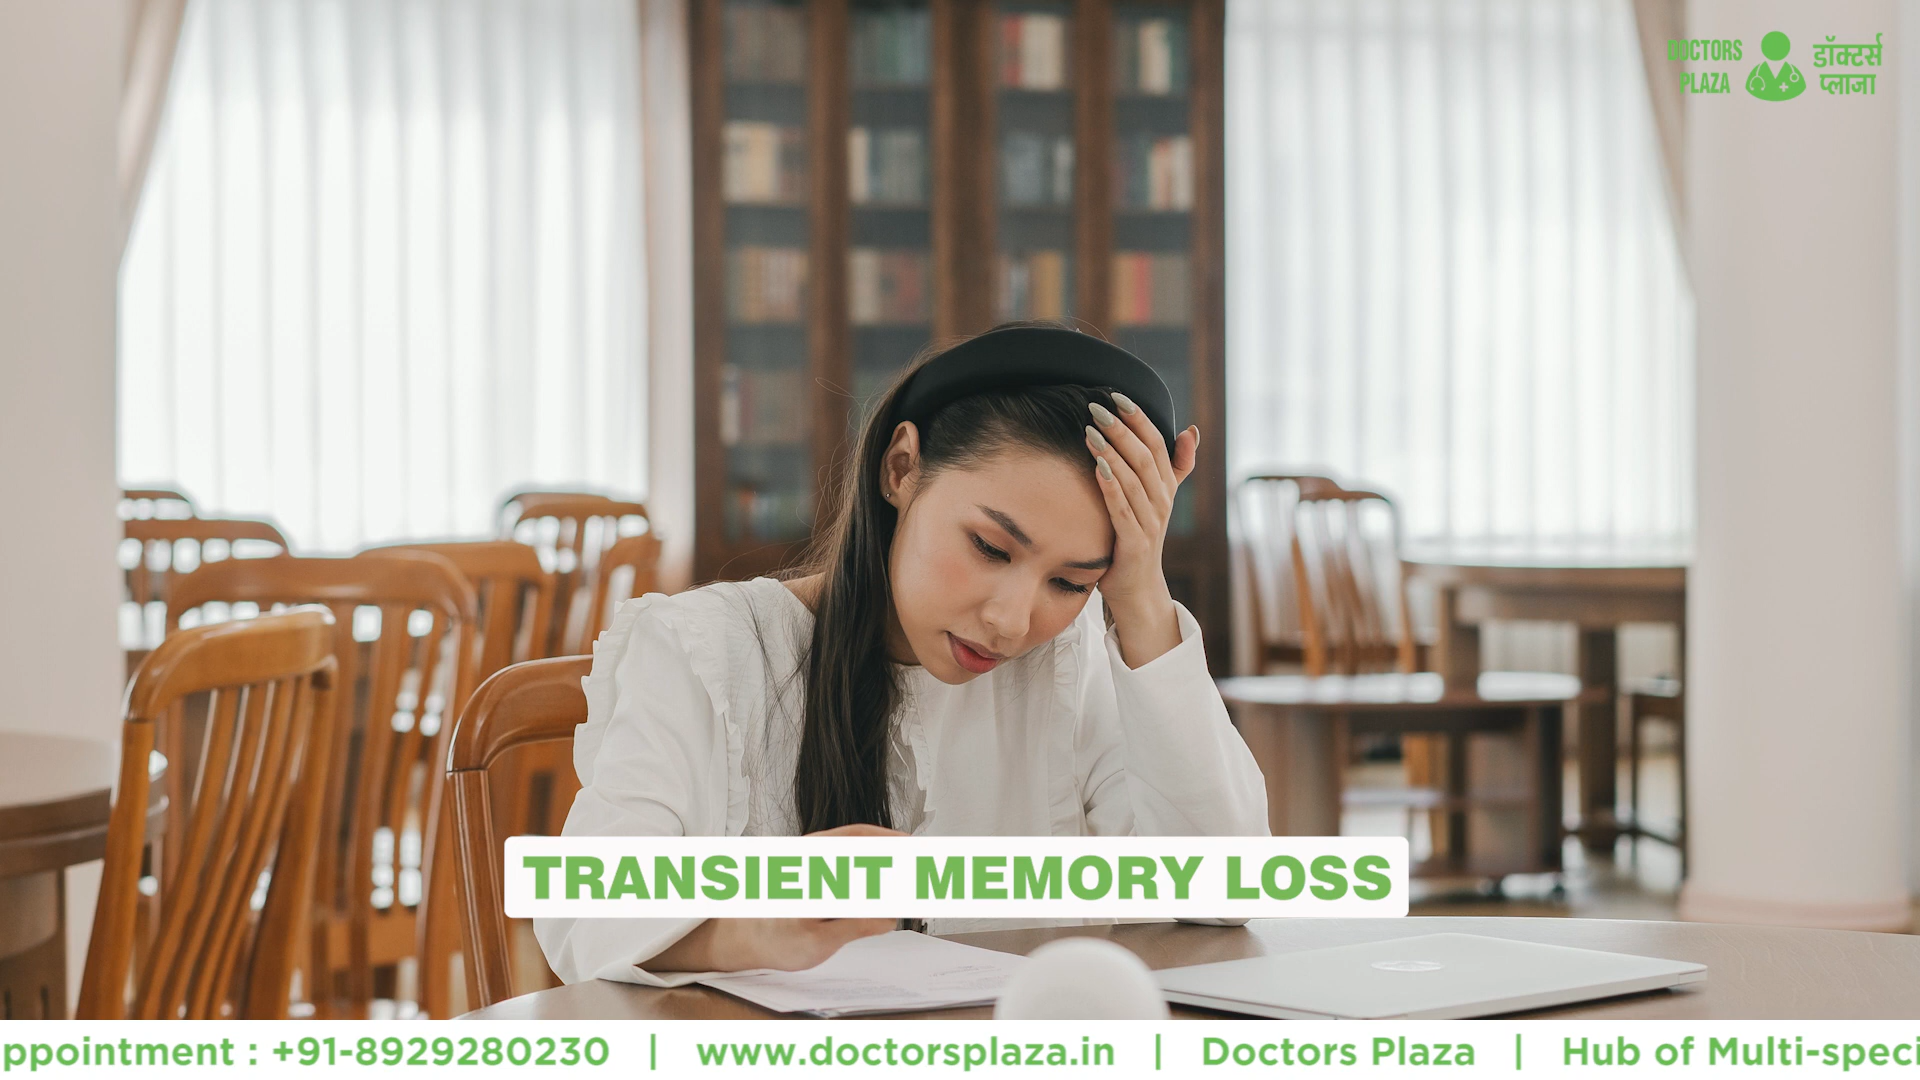 DOCTORS
PLAZA
डॉक्टर्स
प्लाजा
TRANSIENT MEMORY LOSS
ppointment : +91-8929280230 | www.doctorsplaza.in | Doctors Plaza | Hub of Multi-speci